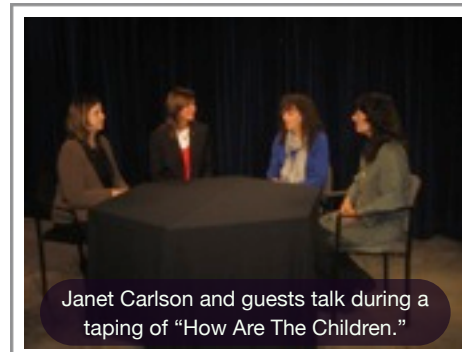 Janet Carlson and guests talk during a
taping of “How Are The Children.”